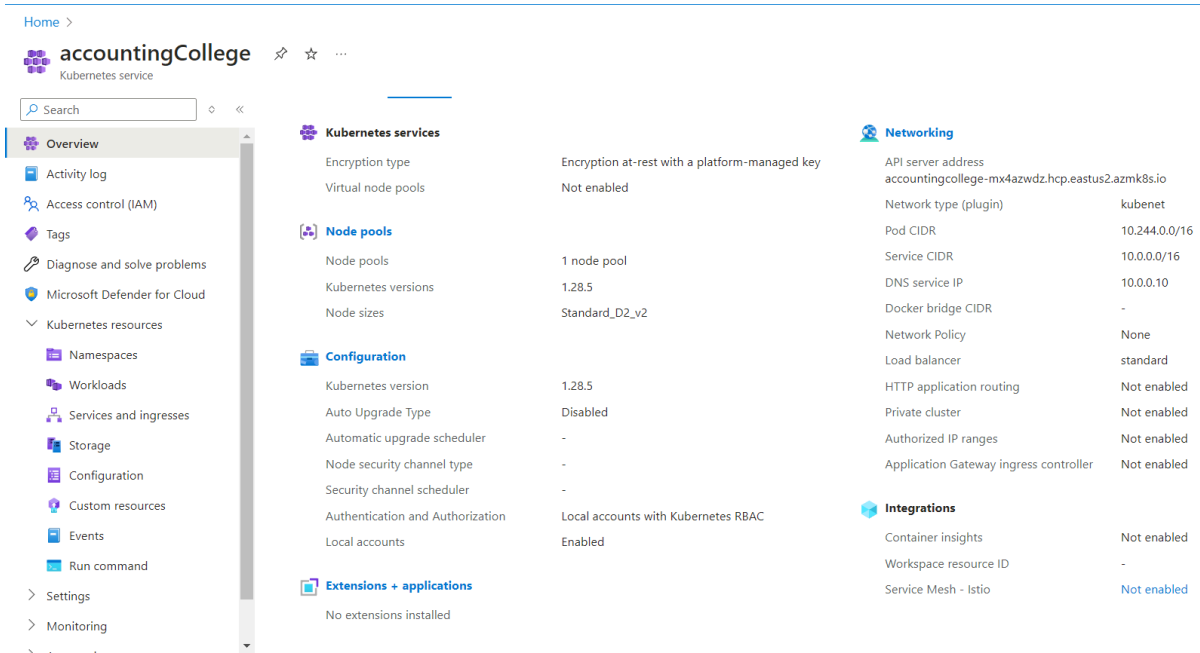 Home >
accountingCollege
Kubernetes service
Search
Overview
Activity log
Access control (IAM)
Tags
Diagnose and solve problems
Microsoft Defender for Cloud
Kubernetes resources
Namespaces
Workloads
Services and ingresses
Storage
Configuration
Custom resources
Events
Run command
Settings
Monitoring
Kubernetes services
Encryption type Encryption at-rest with a platform-managed key
Virtual node pools Not enabled
Node pools
Node pools 1 node pool
Kubernetes versions 1.28.5
Node sizes Standard_D2_v2
Configuration
Kubernetes version 1.28.5
Auto Upgrade Type Disabled
Automatic upgrade scheduler -
Node security channel type -
Security channel scheduler -
Authentication and Authorization Local accounts with Kubernetes RBAC
Local accounts Enabled
Extensions + applications
No extensions installed
Networking
API server address
accountingcollege-mx4azwdz.hcp.eastus2.azmk8s.io
Network type (plugin) kubenet
Pod CIDR 10.244.0.0/16
Service CIDR 10.0.0.0/16
DNS service IP 10.0.0.10
Docker bridge CIDR -
Network Policy None
Load balancer standard
HTTP application routing Not enabled
Private cluster Not enabled
Authorized IP ranges Not enabled
Application Gateway ingress controller Not enabled
Integrations
Container insights Not enabled
Workspace resource ID -
Service Mesh - Istio Not enabled